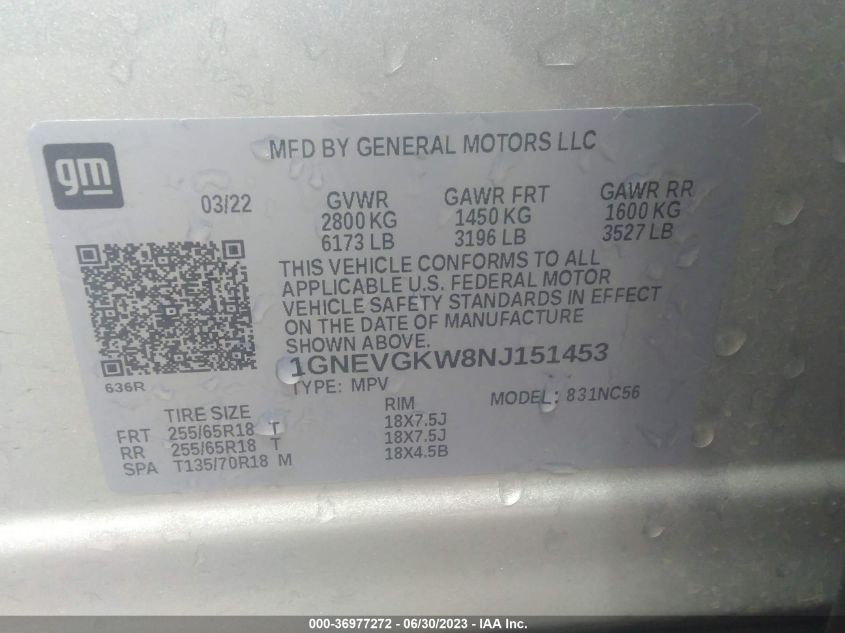 gm
MFD BY GENERAL MOTORS LLC
03/22
GVWR
2800 KG
6173 LB
GAWR FRT
1450 KG
3196 LB
GAWR RR
1600 KG
3527 LB
THIS VEHICLE CONFORMS TO ALL
APPLICABLE U.S. FEDERAL MOTOR
VEHICLE SAFETY STANDARDS IN EFFECT
ON THE DATE OF MANUFACTURE
SHOWN ABOVE.
1GNEVGKW8NJ151453
636R
TYPE: MPV
MODEL: 831NC56
TIRE SIZE RIM
FRT 255/65R18 T 18X7.5J
RR 255/65R18 T 18X7.5J
SPA T135/70R18 M 18X4.5B
000-36977272 - 06/30/2023 - IAA Inc.